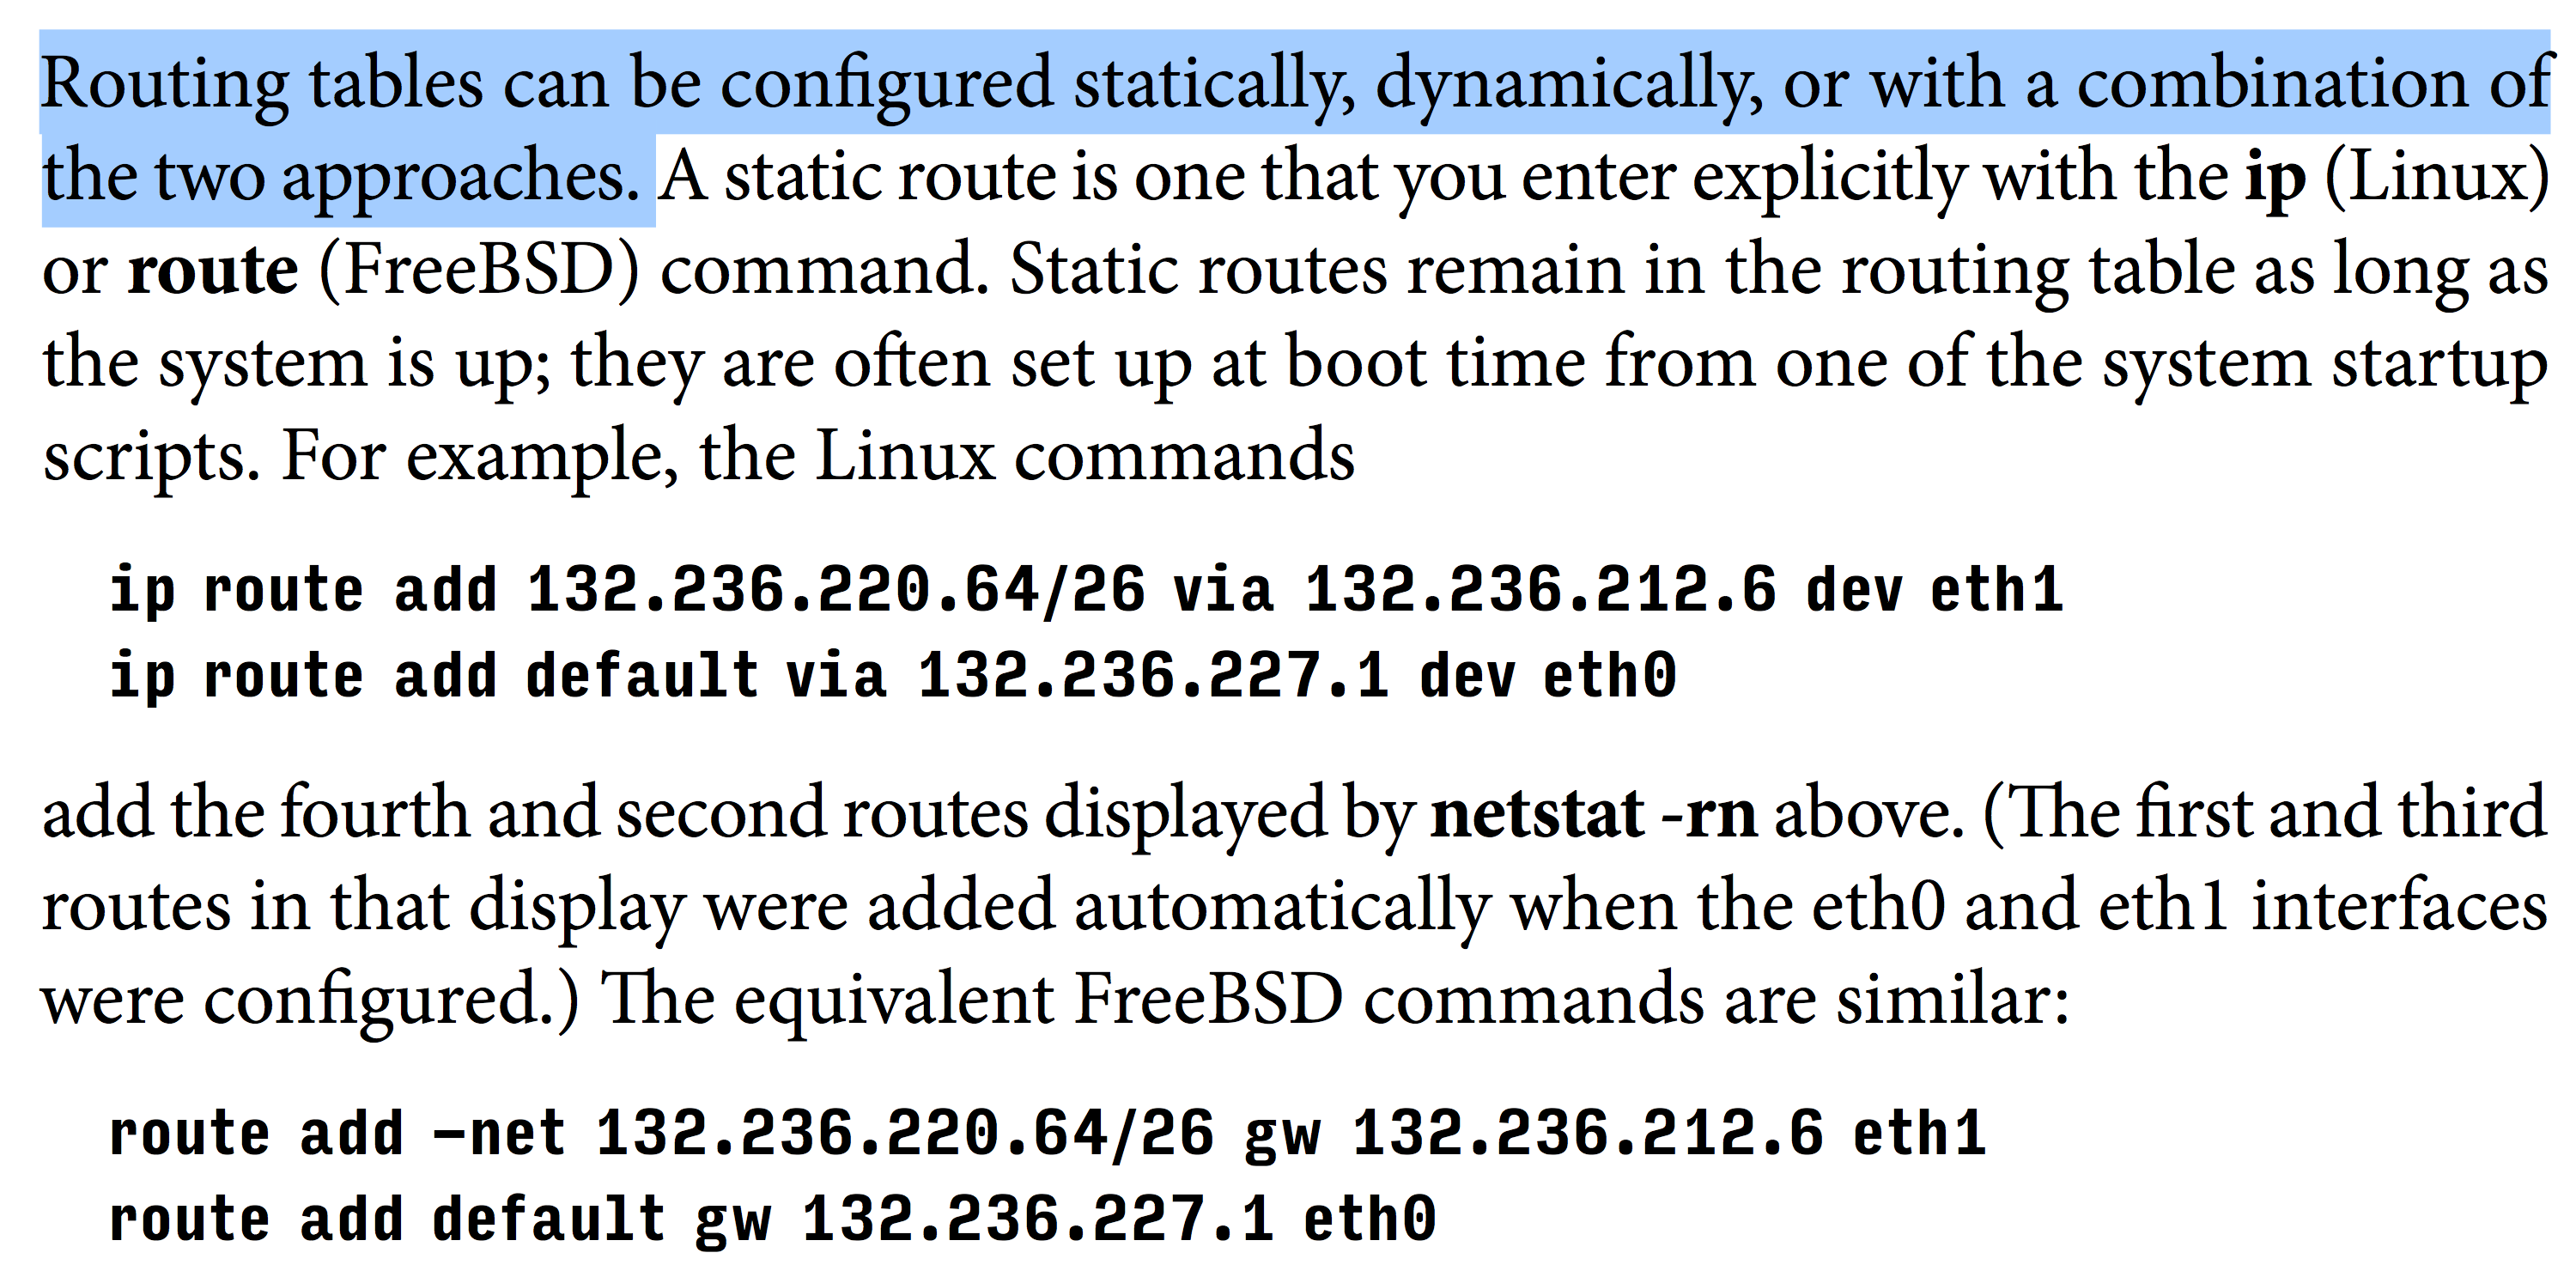 Routing tables can be configured statically, dynamically, or with a combination of
the two approaches. A static route is one that you enter explicitly with the ip (Linux)
or route (FreeBSD) command. Static routes remain in the routing table as long as
the system is up; they are often set up at boot time from one of the system startup
scripts. For example, the Linux commands
ip route add 132.236.220.64/26 via 132.236.212.6 dev eth1
ip route add default via 132.236.227.1 dev eth0
add the fourth and second routes displayed by netstat -rn above. (The first and third
routes in that display were added automatically when the eth0 and eth1 interfaces
were configured.) The equivalent FreeBSD commands are similar:
route add –net 132.236.220.64/26 gw 132.236.212.6 eth1
route add default gw 132.236.227.1 eth0